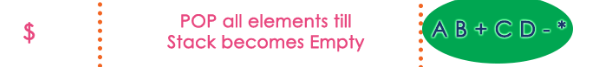 $
POP all elements till
Stack becomes Empty
A B + C D - *